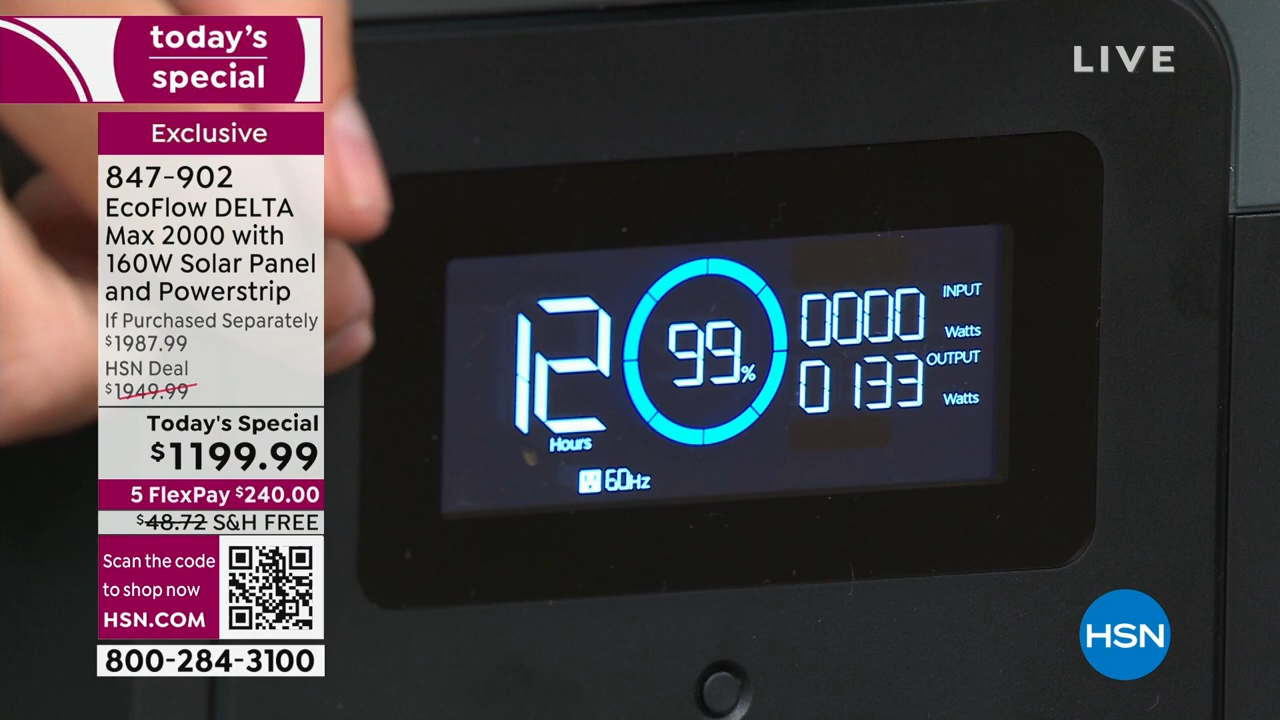 today's
special
Exclusive
847-902
EcoFlow DELTA
Max 2000 with
160W Solar Panel
and Powerstrip
If Purchased Separately
$1987.99
HSN Deal
$1949.99
Today's Special
$1199.99
5 FlexPay $240.00
$48.72 S&H FREE
Scan the code
to shop now
HSN.COM
800-284-3100
LIVE
12
Hours
99%
0000 INPUT
Watts
0133 OUTPUT
Watts
60Hz
HSN